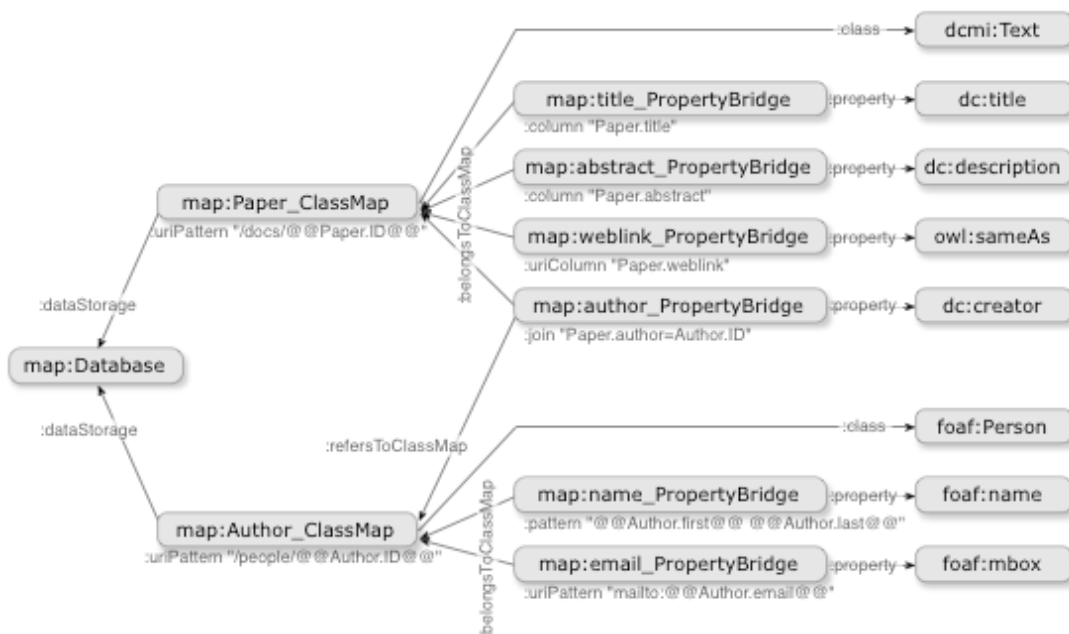 :class
dcmi:Text
map:title_PropertyBridge
:property
dc:title
:column "Paper.title"
map:abstract_PropertyBridge
:property
dc:description
:column "Paper.abstract"
:belongsToClassMap
map:Paper_ClassMap
:uriPattern "/docs/@@Paper.ID@@"
map:weblink_PropertyBridge
:property
owl:sameAs
:uriColumn "Paper.weblink"
:dataStorage
map:author_PropertyBridge
:property
dc:creator
:join "Paper.author=Author.ID"
map:Database
:dataStorage
:refersToClassMap
:class
foaf:Person
map:name_PropertyBridge
:property
foaf:name
:pattern "@@Author.first@@ @@Author.last@@"
:belongsToClassMap
map:Author_ClassMap
:uriPattern "/people/@@Author.ID@@"
map:email_PropertyBridge
:property
foaf:mbox
:uriPattern "mailto:@@Author.email@@"